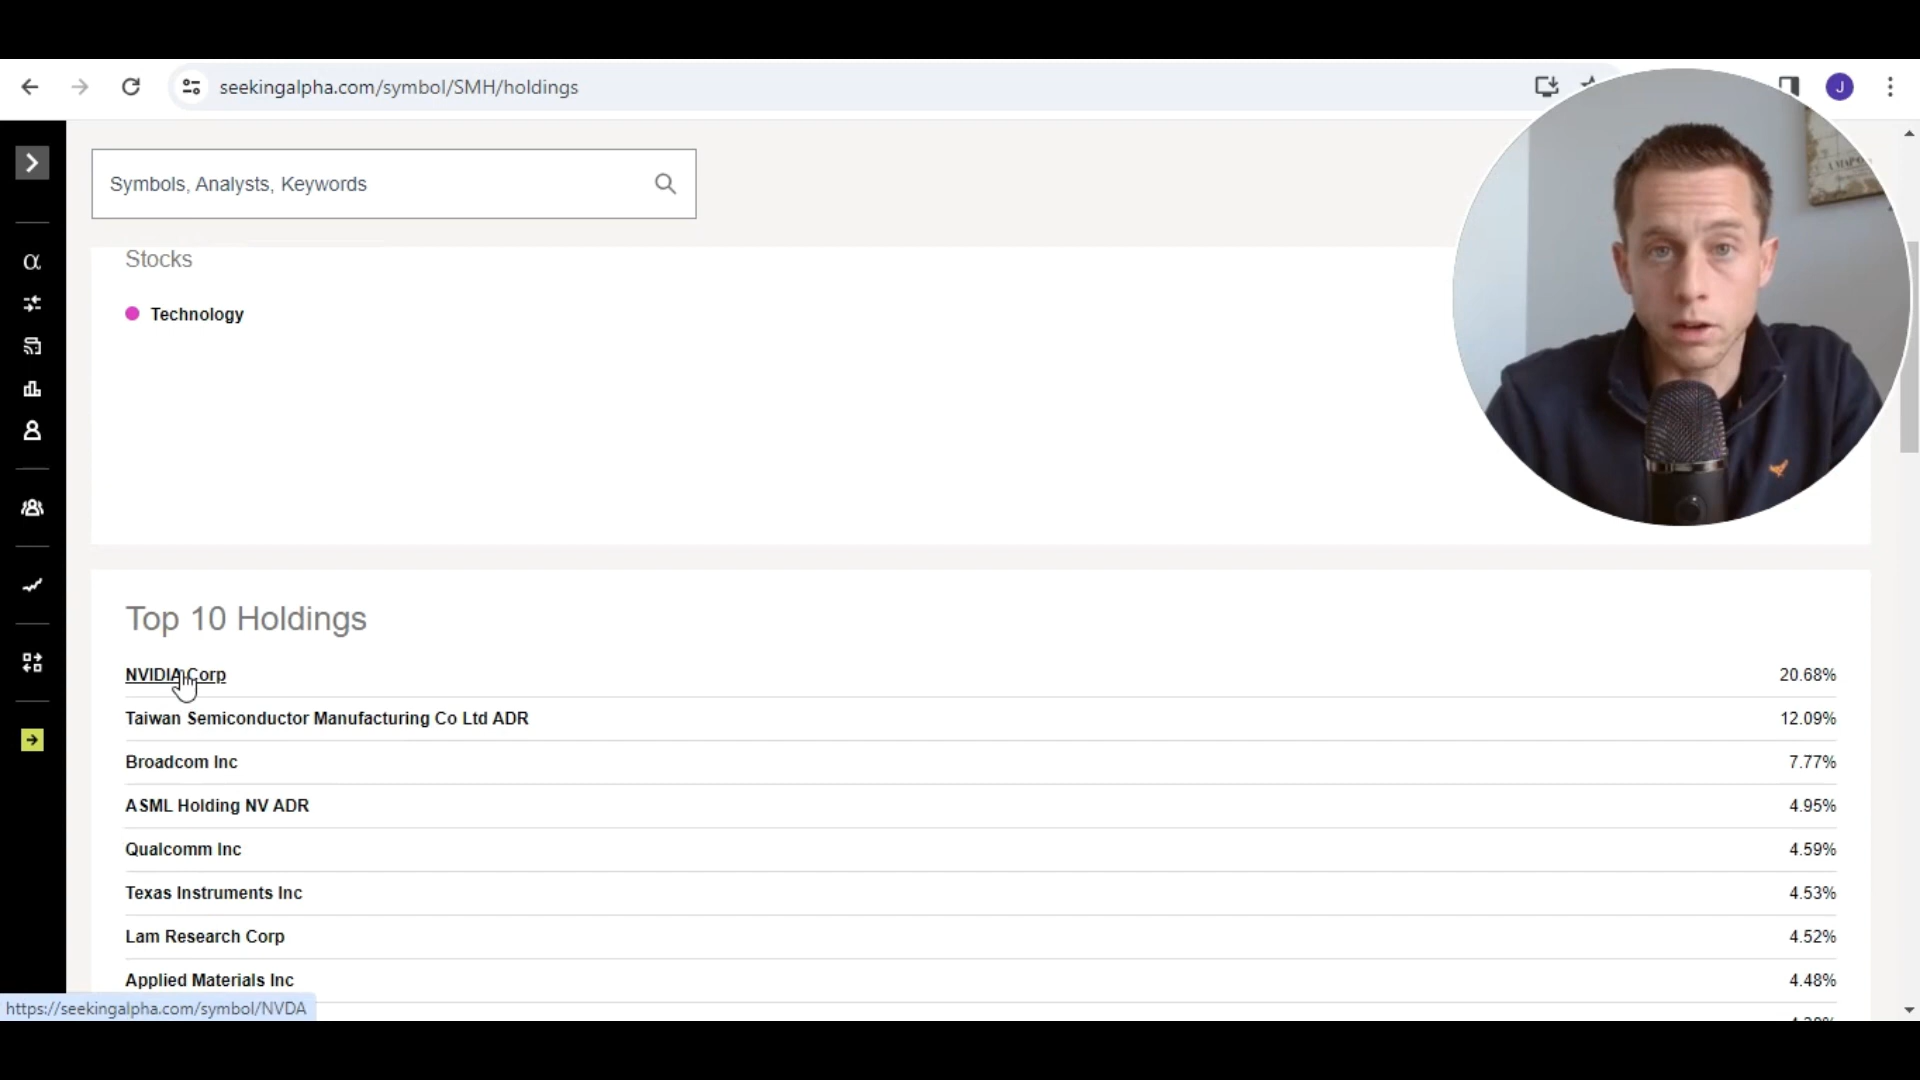 seekingalpha.com/symbol/SMH/holdings
J
Symbols, Analysts, Keywords
Stocks
Technology
Top 10 Holdings
NVIDIA Corp 20.68%
Taiwan Semiconductor Manufacturing Co Ltd ADR 12.09%
Broadcom Inc 7.77%
ASML Holding NV ADR 4.95%
Qualcomm Inc 4.59%
Texas Instruments Inc 4.53%
Lam Research Corp 4.52%
Applied Materials Inc 4.48%
https://seekingalpha.com/symbol/NVDA